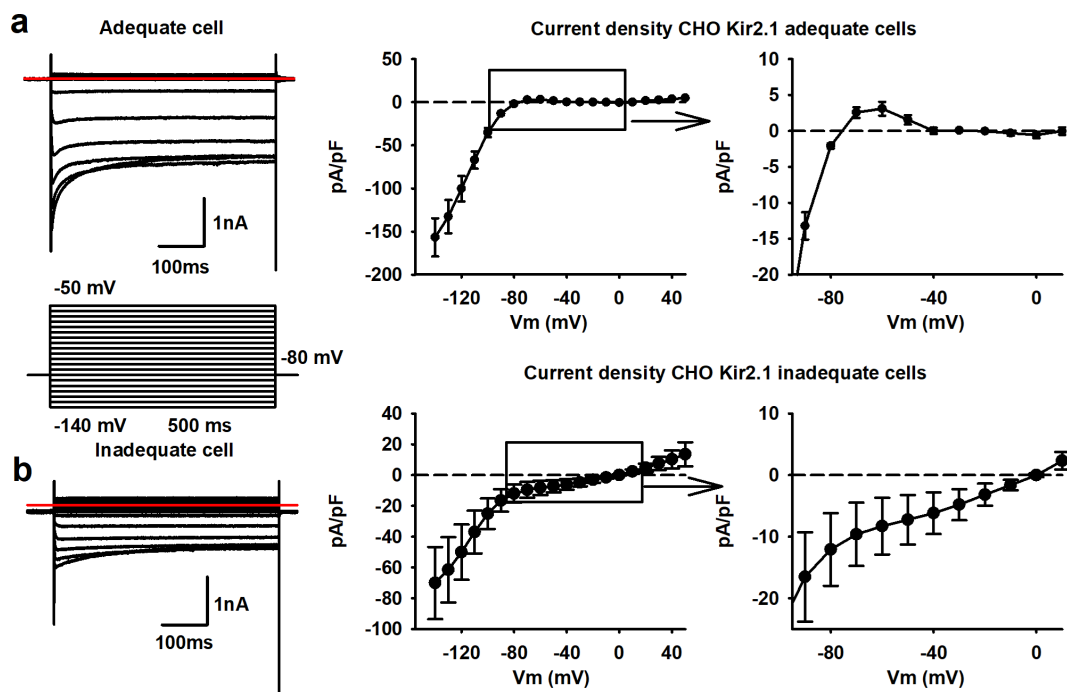 a
Adequate cell
1nA
100ms
-50 mV
-80 mV
-140 mV
500 ms
Current density CHO Kir2.1 adequate cells
pA/pF
50
0
-50
-100
-150
-200
-120
-80
-40
0
40
Vm (mV)
pA/pF
10
5
0
-5
-10
-15
20
-80
-40
0
Vm (mV)
Inadequate cell
b
1nA
100ms
Current density CHO Kir2.1 inadequate cells
pA/pF
40
20
0
-20
-40
-60
-80
-100
-120
-80
-40
0
40
Vm (mV)
pA/pF
10
0
-10
-20
-80
-40
0
Vm (mV)